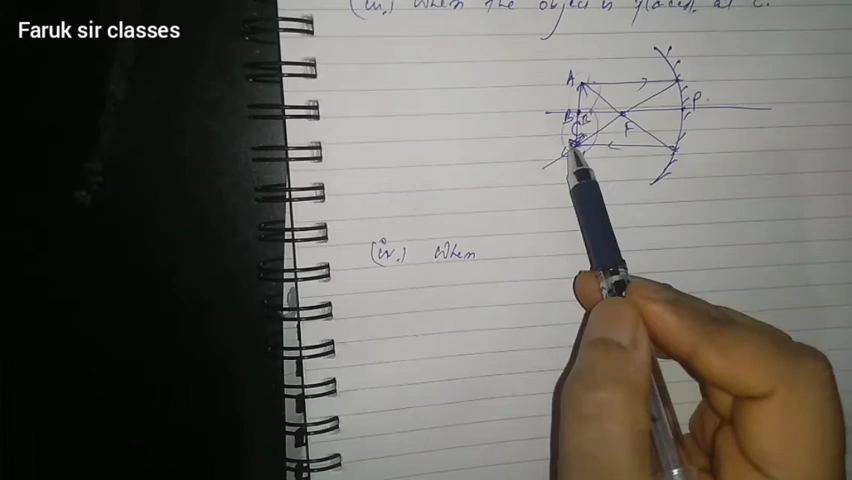 Faruk sir classes
(iii.) When the object is placed at C.
A
P.
B B'
F
(iv.) When